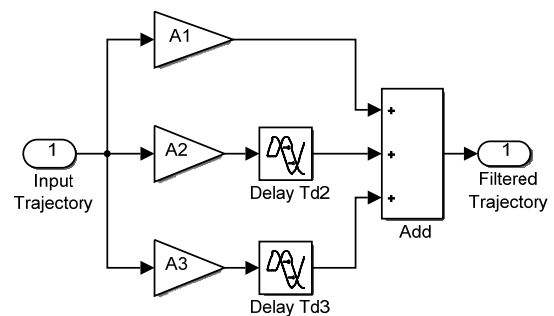 A1
1
Input
Trajectory
A2
Delay Td2
+
+
+
Add
1
Filtered
Trajectory
A3
Delay Td3